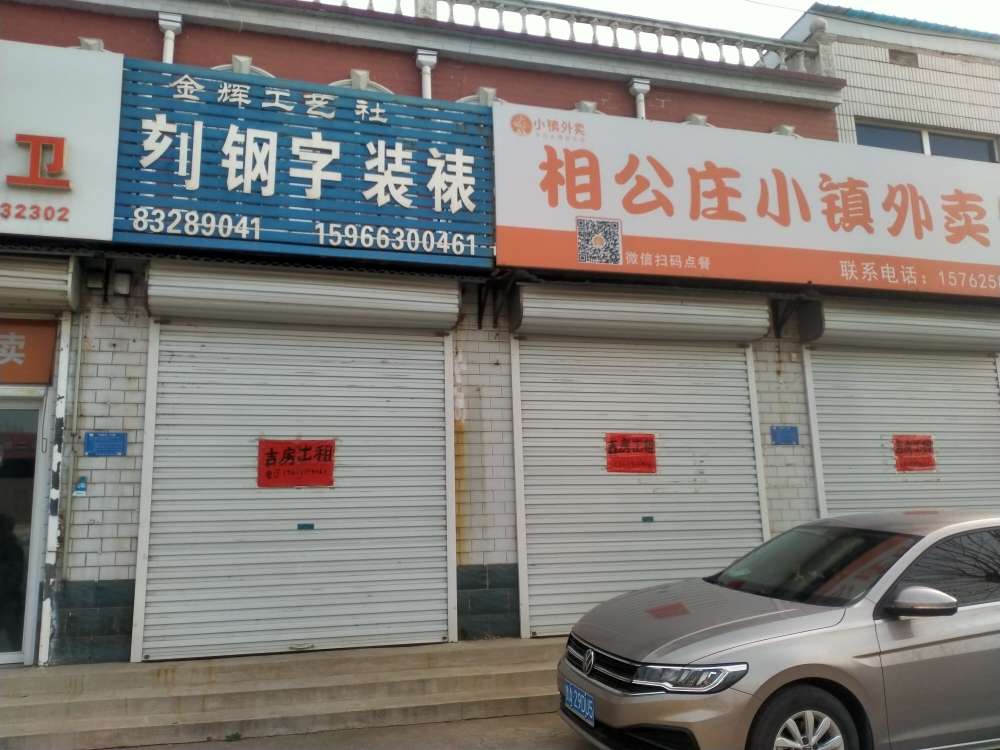 卫
32302
金辉工艺社
刻钢字装裱
83289041 15966300461
小镇外卖
相公庄小镇外卖
微信扫码点餐
联系电话：157625
卖
吉房出租
吉房出租
吉房出租